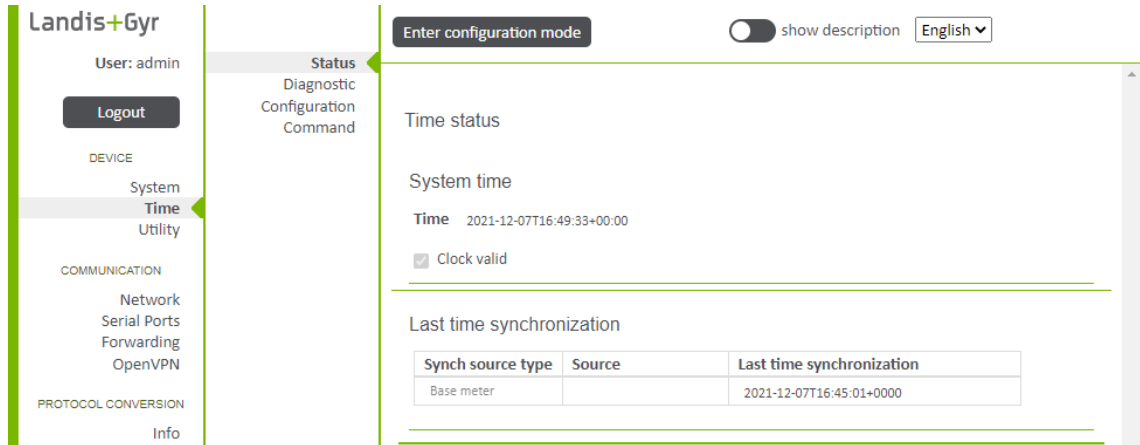 Landis+Gyr
User: admin
Logout
DEVICE
System
Time
Utility
COMMUNICATION
Network
Serial Ports
Forwarding
OpenVPN
PROTOCOL CONVERSION
Info
Status
Diagnostic
Configuration
Command
Enter configuration mode show description English
Time status
System time
Time 2021-12-07T16:49:33+00:00
Clock valid
Last time synchronization
Synch source type Source Last time synchronization
Base meter 2021-12-07T16:45:01+0000